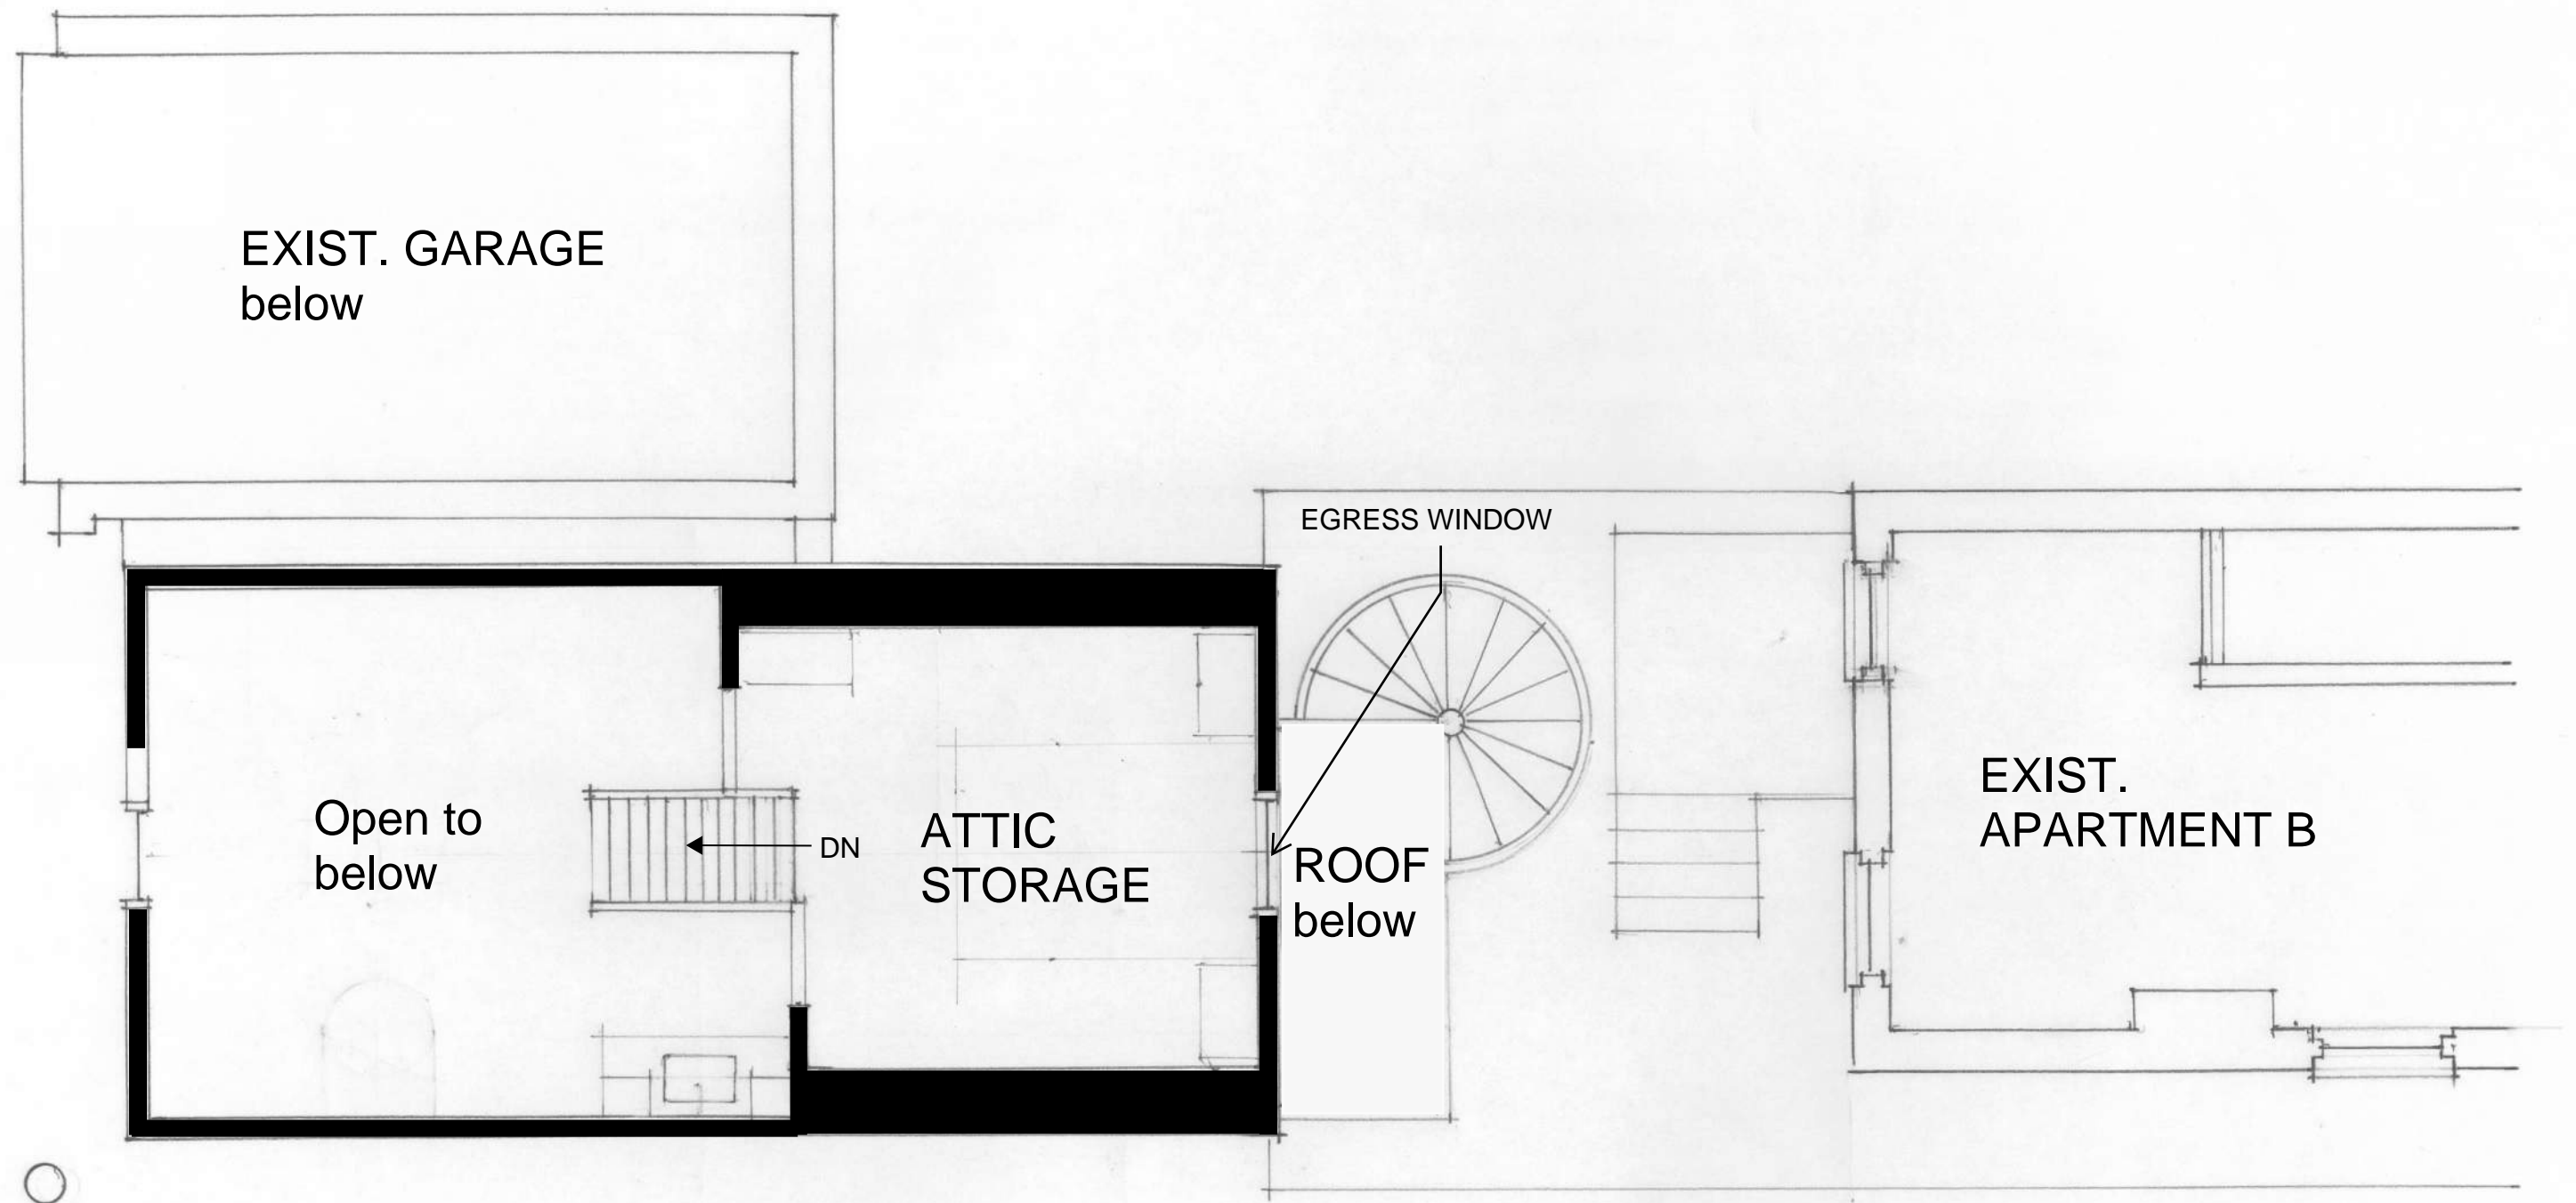 EXIST. GARAGE
below
EGRESS WINDOW
Open to
below
DN
ATTIC
STORAGE
ROOF
below
EXIST.
APARTMENT B